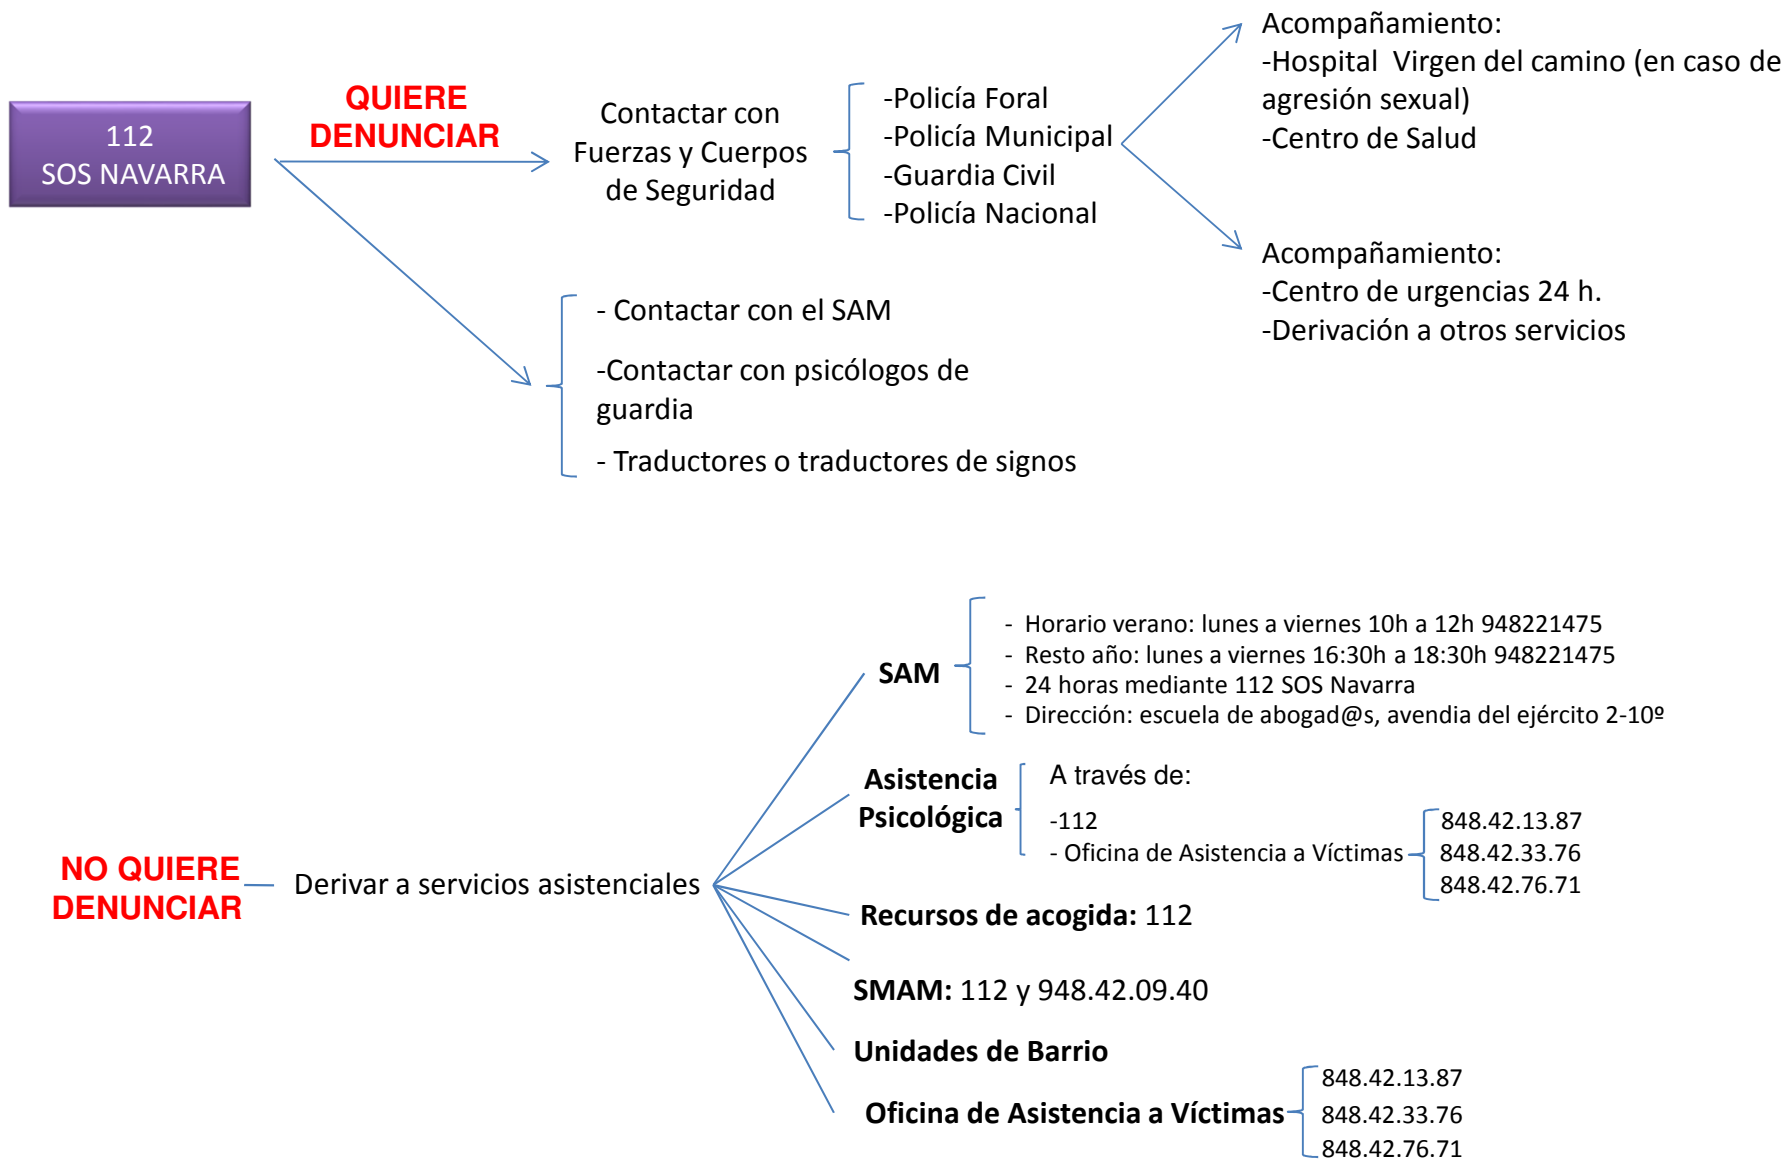 112
SOS NAVARRA
QUIERE
DENUNCIAR
Contactar con
Fuerzas y Cuerpos
de Seguridad
-Policía Foral
-Policía Municipal
-Guardia Civil
-Policía Nacional
Acompañamiento:
-Hospital Virgen del camino (en caso de
agresión sexual)
-Centro de Salud
Acompañamiento:
-Centro de urgencias 24 h.
-Derivación a otros servicios
- Contactar con el SAM
-Contactar con psicólogos de
guardia
- Traductores o traductores de signos
NO QUIERE
DENUNCIAR
Derivar a servicios asistenciales
SAM
- Horario verano: lunes a viernes 10h a 12h 948221475
- Resto año: lunes a viernes 16:30h a 18:30h 948221475
- 24 horas mediante 112 SOS Navarra
- Dirección: escuela de abogad@s, avendia del ejército 2-10º
Asistencia
Psicológica
A través de:
-112
- Oficina de Asistencia a Víctimas
848.42.13.87
848.42.33.76
848.42.76.71
Recursos de acogida: 112
SMAM: 112 y 948.42.09.40
Unidades de Barrio
Oficina de Asistencia a Víctimas
848.42.13.87
848.42.33.76
848.42.76.71